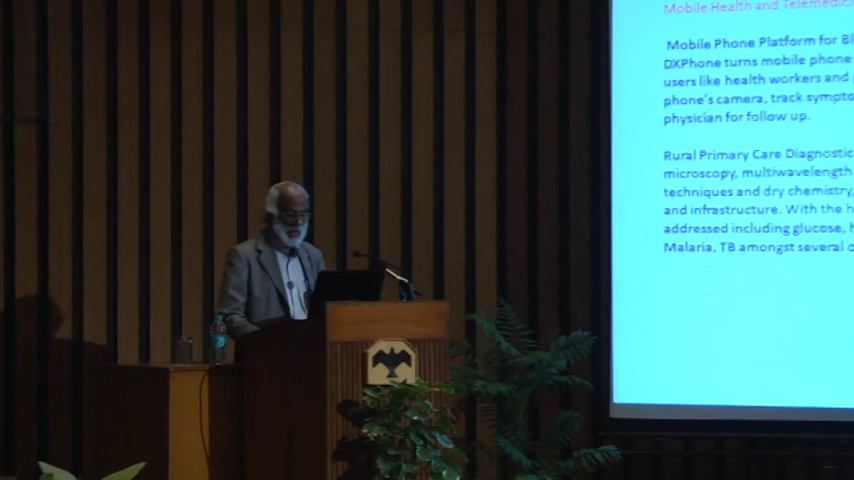 Mobile Health and Telemedici
Mobile Phone Platform for Bl
DXPhone turns mobile phone
users like health workers and
phone's camera, track sympto
physician for follow up.
Rural Primary Care Diagnostic
microscopy, multiwavelength
techniques and dry chemistry,
and infrastructure. With the h
addressed including glucose, h
Malaria, TB amongst several o